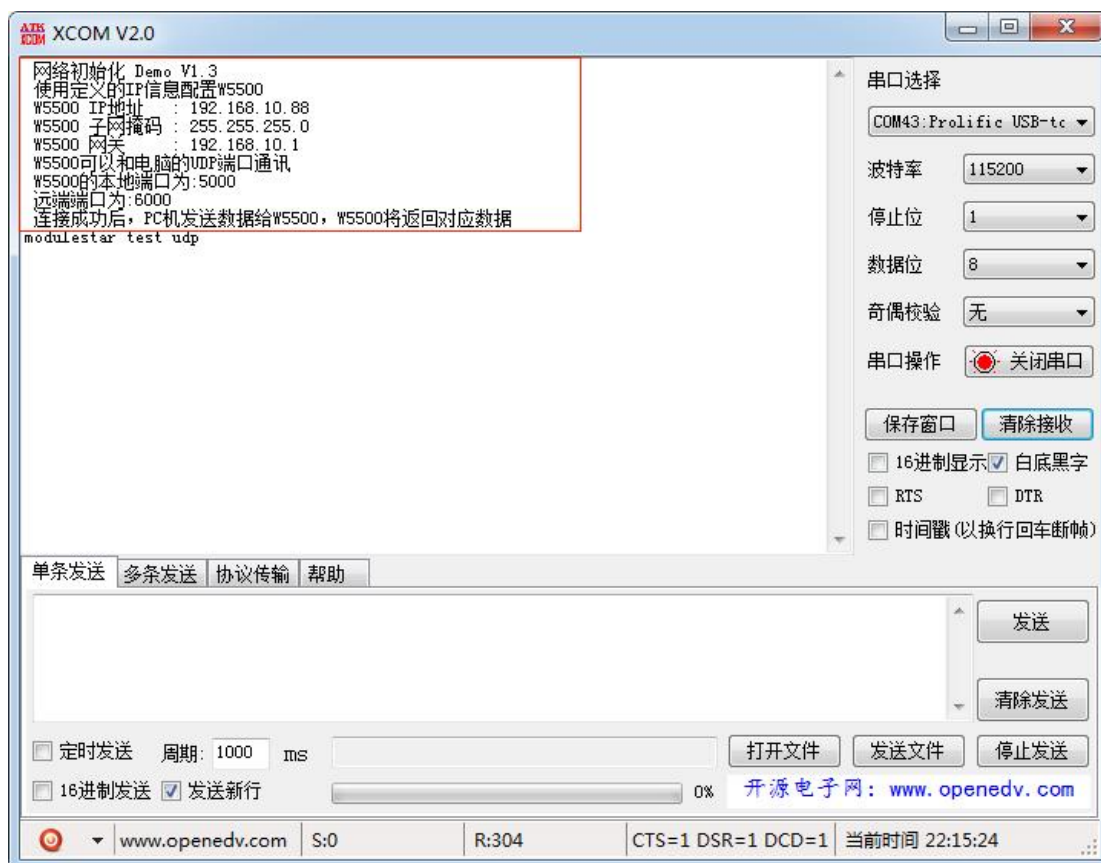 ATK
XCOM
XCOM V2.0
网络初始化 Demo V1.3
使用定义的IP信息配置W5500
W5500 IP地址   : 192.168.10.88
W5500 子网掩码 : 255.255.255.0
W5500 网关     : 192.168.10.1
W5500可以和电脑的UDP端口通讯
W5500的本地端口为:5000
远端端口为:6000
连接成功后，PC机发送数据给W5500，W5500将返回对应数据
modulestar test udp
串口选择
COM43:Prolific USB-to
波特率 115200
停止位 1
数据位 8
奇偶校验 无
串口操作 关闭串口
保存窗口 清除接收
16进制显示 白底黑字
RTS DTR
时间戳(以换行回车断帧)
单条发送 多条发送 协议传输 帮助
发送
清除发送
定时发送 周期: 1000 ms 打开文件 发送文件 停止发送
16进制发送 发送新行 0% 开源电子网：www.openedv.com
www.openedv.com S:0 R:304 CTS=1 DSR=1 DCD=1 当前时间 22:15:24